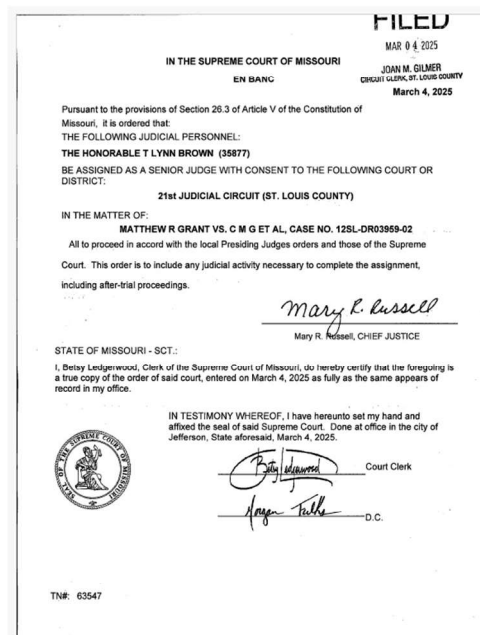 FILED
MAR 04 2025
JOAN M. GILMER
CIRCUIT CLERK, ST. LOUIS COUNTY
IN THE SUPREME COURT OF MISSOURI
EN BANC
March 4, 2025
Pursuant to the provisions of Section 26.3 of Article V of the Constitution of
Missouri, it is ordered that:
THE FOLLOWING JUDICIAL PERSONNEL:
THE HONORABLE T LYNN BROWN (35877)
BE ASSIGNED AS A SENIOR JUDGE WITH CONSENT TO THE FOLLOWING COURT OR
DISTRICT:
21st JUDICIAL CIRCUIT (ST. LOUIS COUNTY)
IN THE MATTER OF:
MATTHEW R GRANT VS. C M G ET AL, CASE NO. 12SL-DR03959-02
All to proceed in accord with the local Presiding Judges orders and those of the Supreme
Court. This order is to include any judicial activity necessary to complete the assignment,
including after-trial proceedings.
Mary R. Russell
Mary R. Russell, CHIEF JUSTICE
STATE OF MISSOURI - SCT.:
I, Betsy Ledgerwood, Clerk of the Supreme Court of Missouri, do hereby certify that the foregoing is
a true copy of the order of said court, entered on March 4, 2025 as fully as the same appears of
record in my office.
IN TESTIMONY WHEREOF, I have hereunto set my hand and
affixed the seal of said Supreme Court. Done at office in the city of
Jefferson, State aforesaid, March 4, 2025.
SEAL OF THE SUPREME COURT OF MISSOURI
Betsy Ledgerwood
Court Clerk
Morgan
D.C.
TN#: 63547